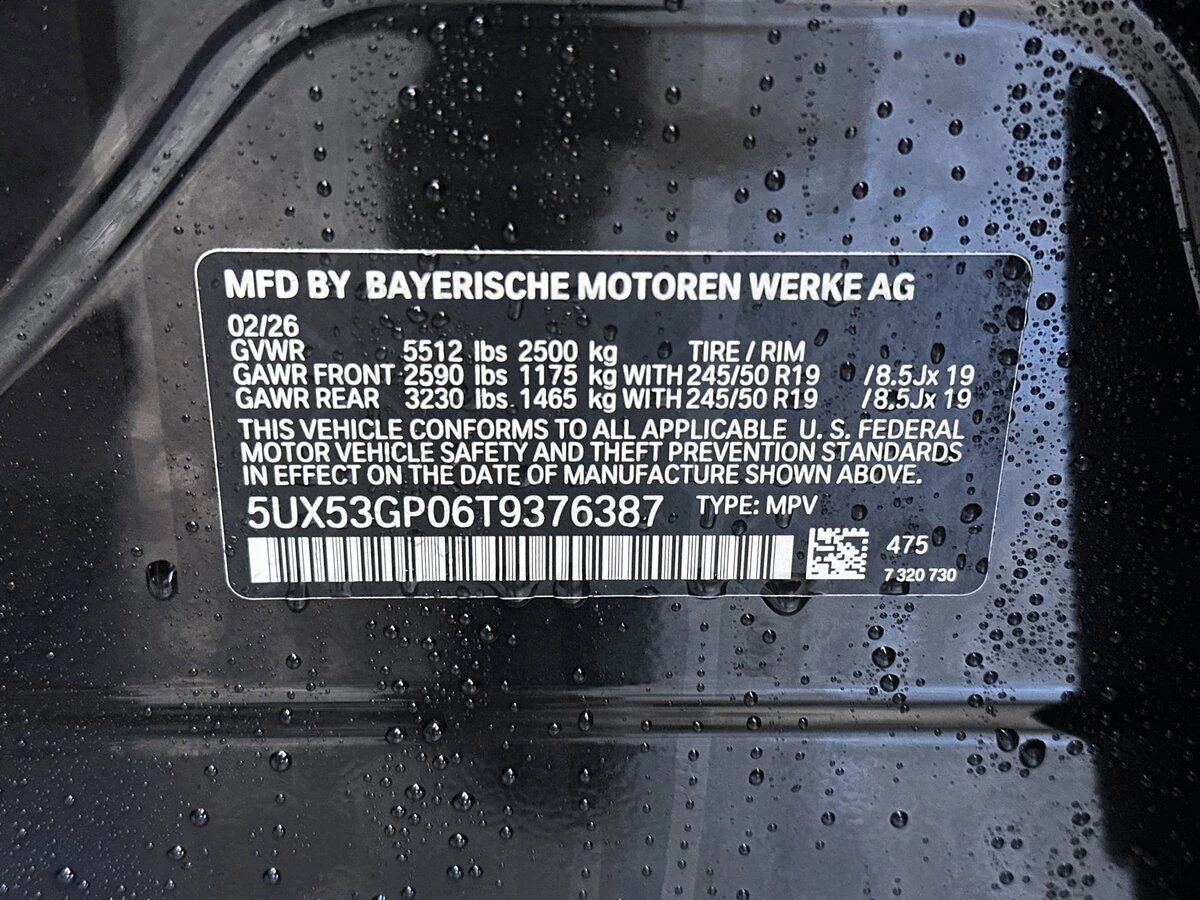 MFD BY BAYERISCHE MOTOREN WERKE AG
02/26
GVWR 5512 lbs 2500 kg TIRE / RIM
GAWR FRONT 2590 lbs 1175 kg WITH 245/50 R19 /8.5Jx 19
GAWR REAR 3230 lbs 1465 kg WITH 245/50 R19 /8.5Jx 19
THIS VEHICLE CONFORMS TO ALL APPLICABLE U. S. FEDERAL
MOTOR VEHICLE SAFETY AND THEFT PREVENTION STANDARDS
IN EFFECT ON THE DATE OF MANUFACTURE SHOWN ABOVE.
5UX53GP06T9376387 TYPE: MPV
475
7 320 730